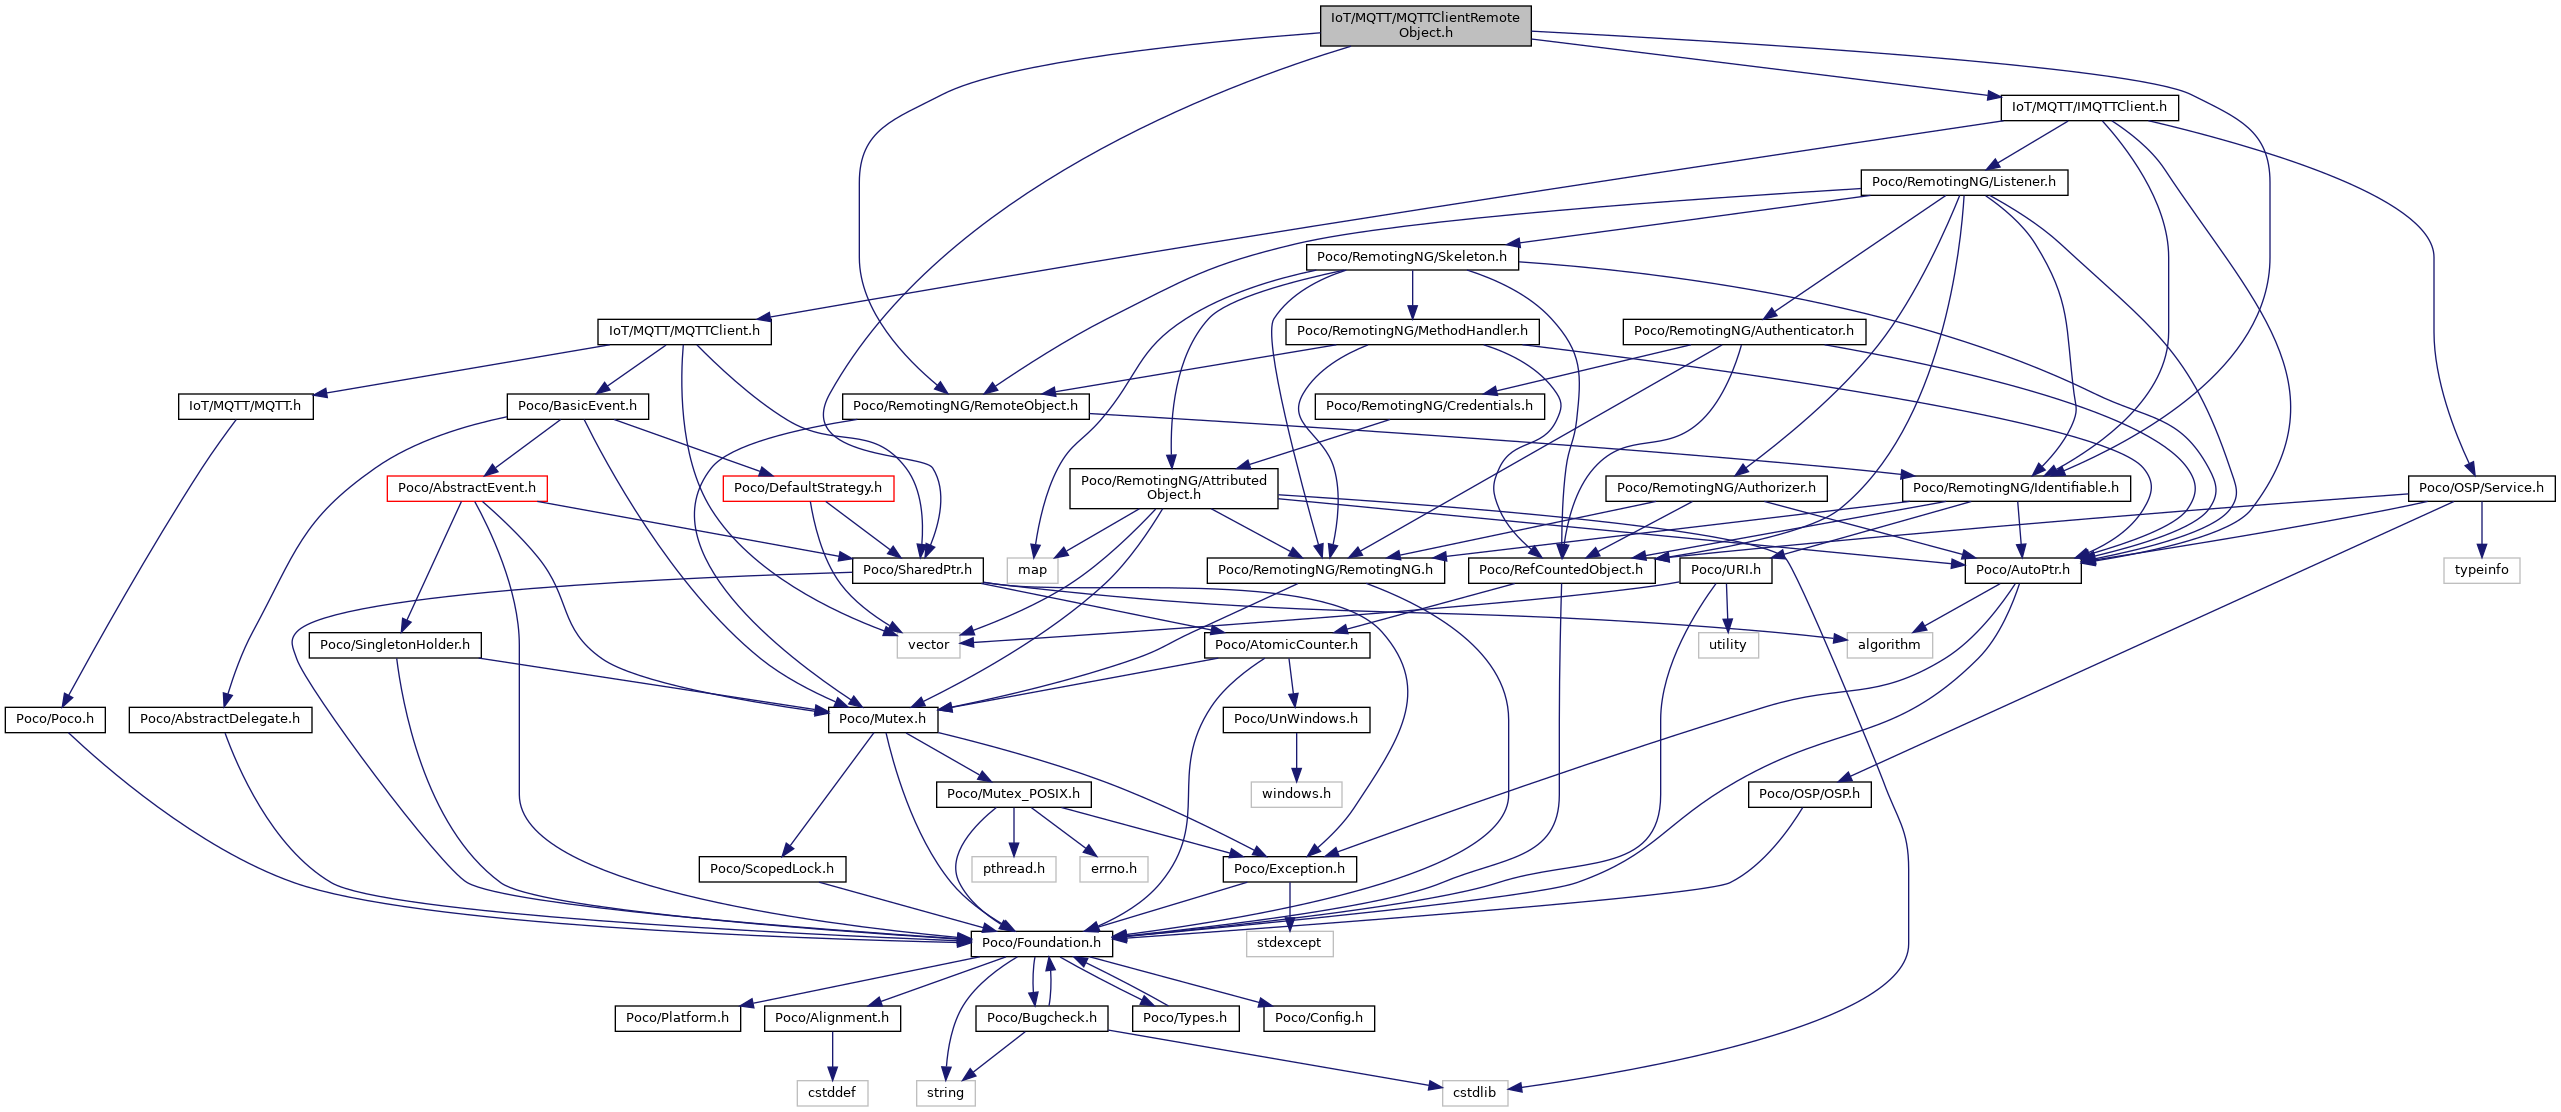 IoT/MQTT/MQTTClientRemote
Object.h
IoT/MQTT/IMQTTClient.h
Poco/RemotingNG/Listener.h
Poco/RemotingNG/Skeleton.h
IoT/MQTT/MQTTClient.h
Poco/RemotingNG/MethodHandler.h
Poco/RemotingNG/Authenticator.h
IoT/MQTT/MQTT.h
Poco/BasicEvent.h
Poco/RemotingNG/RemoteObject.h
Poco/RemotingNG/Credentials.h
Poco/AbstractEvent.h
Poco/DefaultStrategy.h
Poco/RemotingNG/Attributed
Object.h
Poco/RemotingNG/Authorizer.h
Poco/RemotingNG/Identifiable.h
Poco/OSP/Service.h
Poco/SharedPtr.h
map
Poco/RemotingNG/RemotingNG.h
Poco/RefCountedObject.h
Poco/URI.h
Poco/AutoPtr.h
typeinfo
Poco/SingletonHolder.h
vector
Poco/AtomicCounter.h
utility
algorithm
Poco/Poco.h
Poco/AbstractDelegate.h
Poco/Mutex.h
Poco/UnWindows.h
Poco/Mutex_POSIX.h
windows.h
Poco/OSP/OSP.h
Poco/ScopedLock.h
pthread.h
errno.h
Poco/Exception.h
Poco/Foundation.h
stdexcept
Poco/Platform.h
Poco/Alignment.h
Poco/Bugcheck.h
Poco/Types.h
Poco/Config.h
cstddef
string
cstdlib